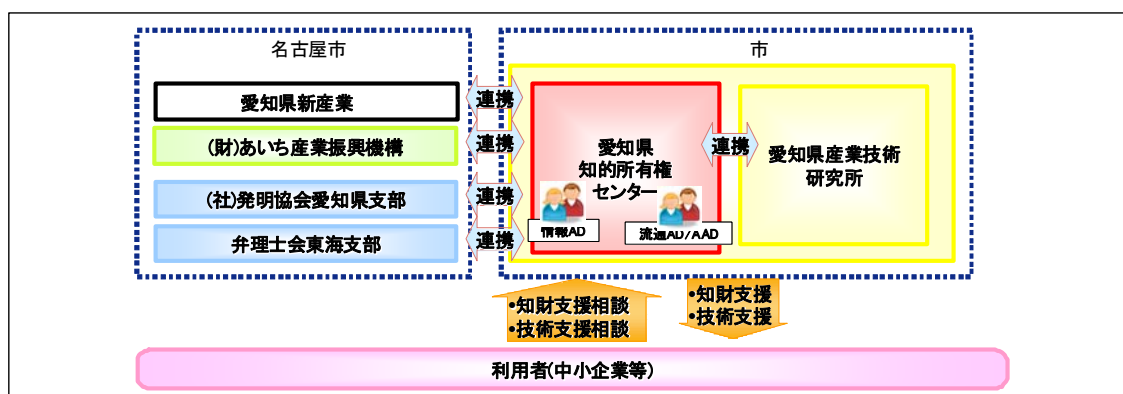 名古屋市
市
愛知県新産業
(財)あいち産業振興機構
(社)発明協会愛知県支部
弁理士会東海支部
連携
連携
連携
連携
愛知県
知的所有権
センター
連携
愛知県産業技術
研究所
情報AD
流通AD/AAD
•知財支援相談
•技術支援相談
•知財支援
•技術支援
利用者(中小企業等)